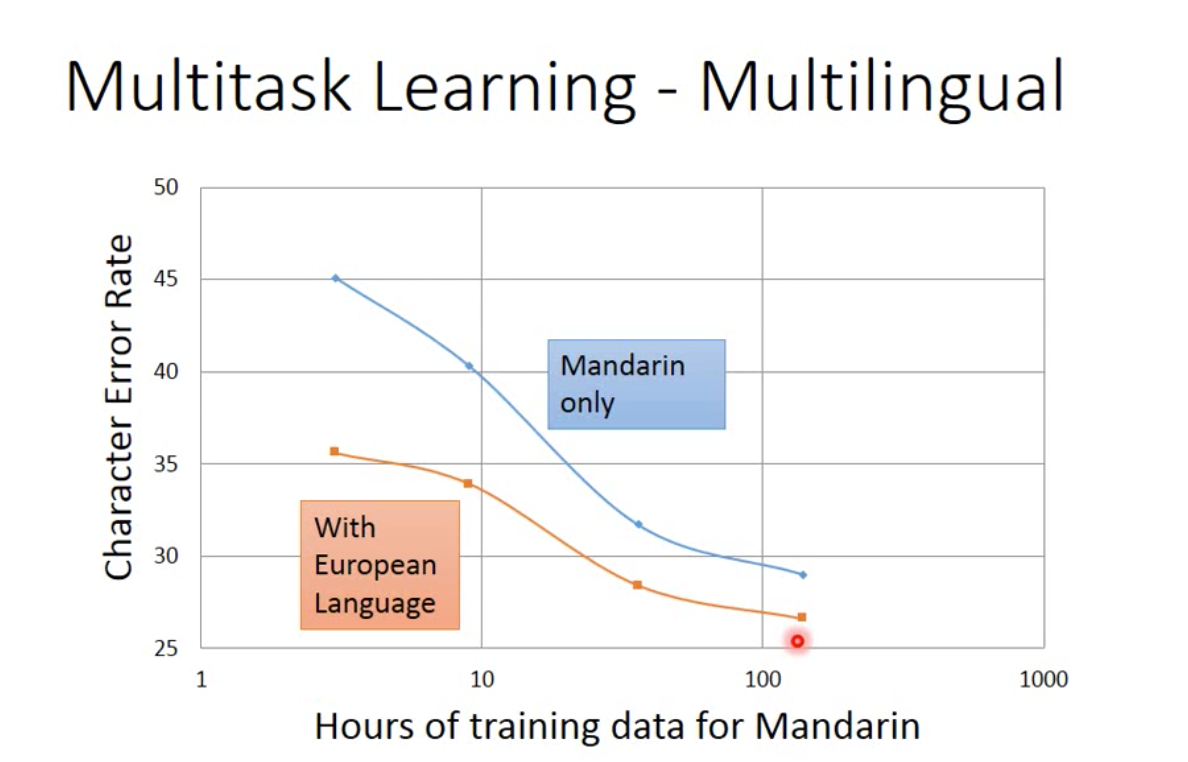 Multitask Learning - Multilingual
50
45
40
35
30
25
Character Error Rate
Mandarin
only
With
European
Language
1
10
100
1000
Hours of training data for Mandarin